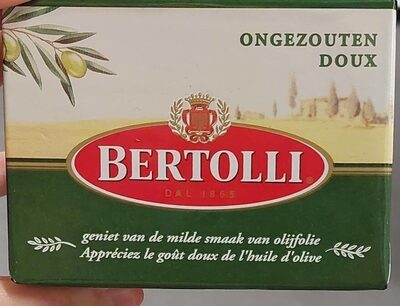 ONGEZOUTEN
DOUX
BERTOLLI®
DAL 1865
geniet van de milde smaak van olijfolie
Appréciez le goût doux de l'huile d'olive